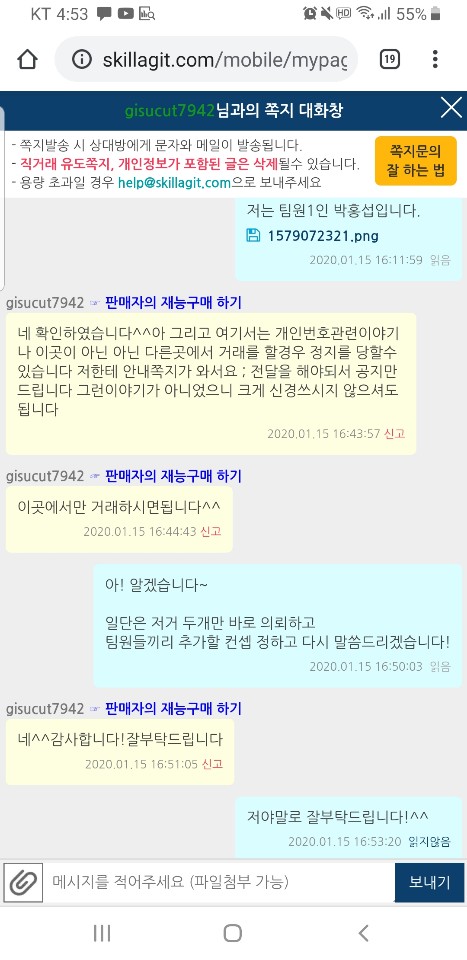 KT 4:53
HD
55%
skillagit.com/mobile/mypag
19
gisucut7942님과의 쪽지 대화창
- 쪽지발송 시 상대방에게 문자와 메일이 발송됩니다.
- 직거래 유도쪽지, 개인정보가 포함된 글은 삭제될수 있습니다.
- 용량 초과일 경우 help@skillagit.com으로 보내주세요
쪽지문의
잘 하는 법
저는 팀원1인 박홍섭입니다.
1579072321.png
2020.01.15 16:11:59 읽음
gisucut7942 ☞ 판매자의 재능구매 하기
네 확인하였습니다^^아 그리고 여기서는 개인번호관련이야기
나 이곳이 아닌 아닌 다른곳에서 거래를 할경우 정지를 당할수
있습니다 저한테 안내쪽지가 와서요 ; 전달을 해야되서 공지만
드립니다 그런이야기가 아니었으니 크게 신경쓰시지 않으셔도
됩니다
2020.01.15 16:43:57 신고
gisucut7942 ☞ 판매자의 재능구매 하기
이곳에서만 거래하시면됩니다^^
2020.01.15 16:44:43 신고
아! 알겠습니다~
일단은 저거 두개만 바로 의뢰하고
팀원들끼리 추가할 컨셉 정하고 다시 말씀드리겠습니다!
2020.01.15 16:50:03 읽음
gisucut7942 ☞ 판매자의 재능구매 하기
네^^감사합니다!잘부탁드립니다
2020.01.15 16:51:05 신고
저야말로 잘부탁드립니다!^^
2020.01.15 16:53:20 읽지않음
메시지를 적어주세요 (파일첨부 가능)
보내기